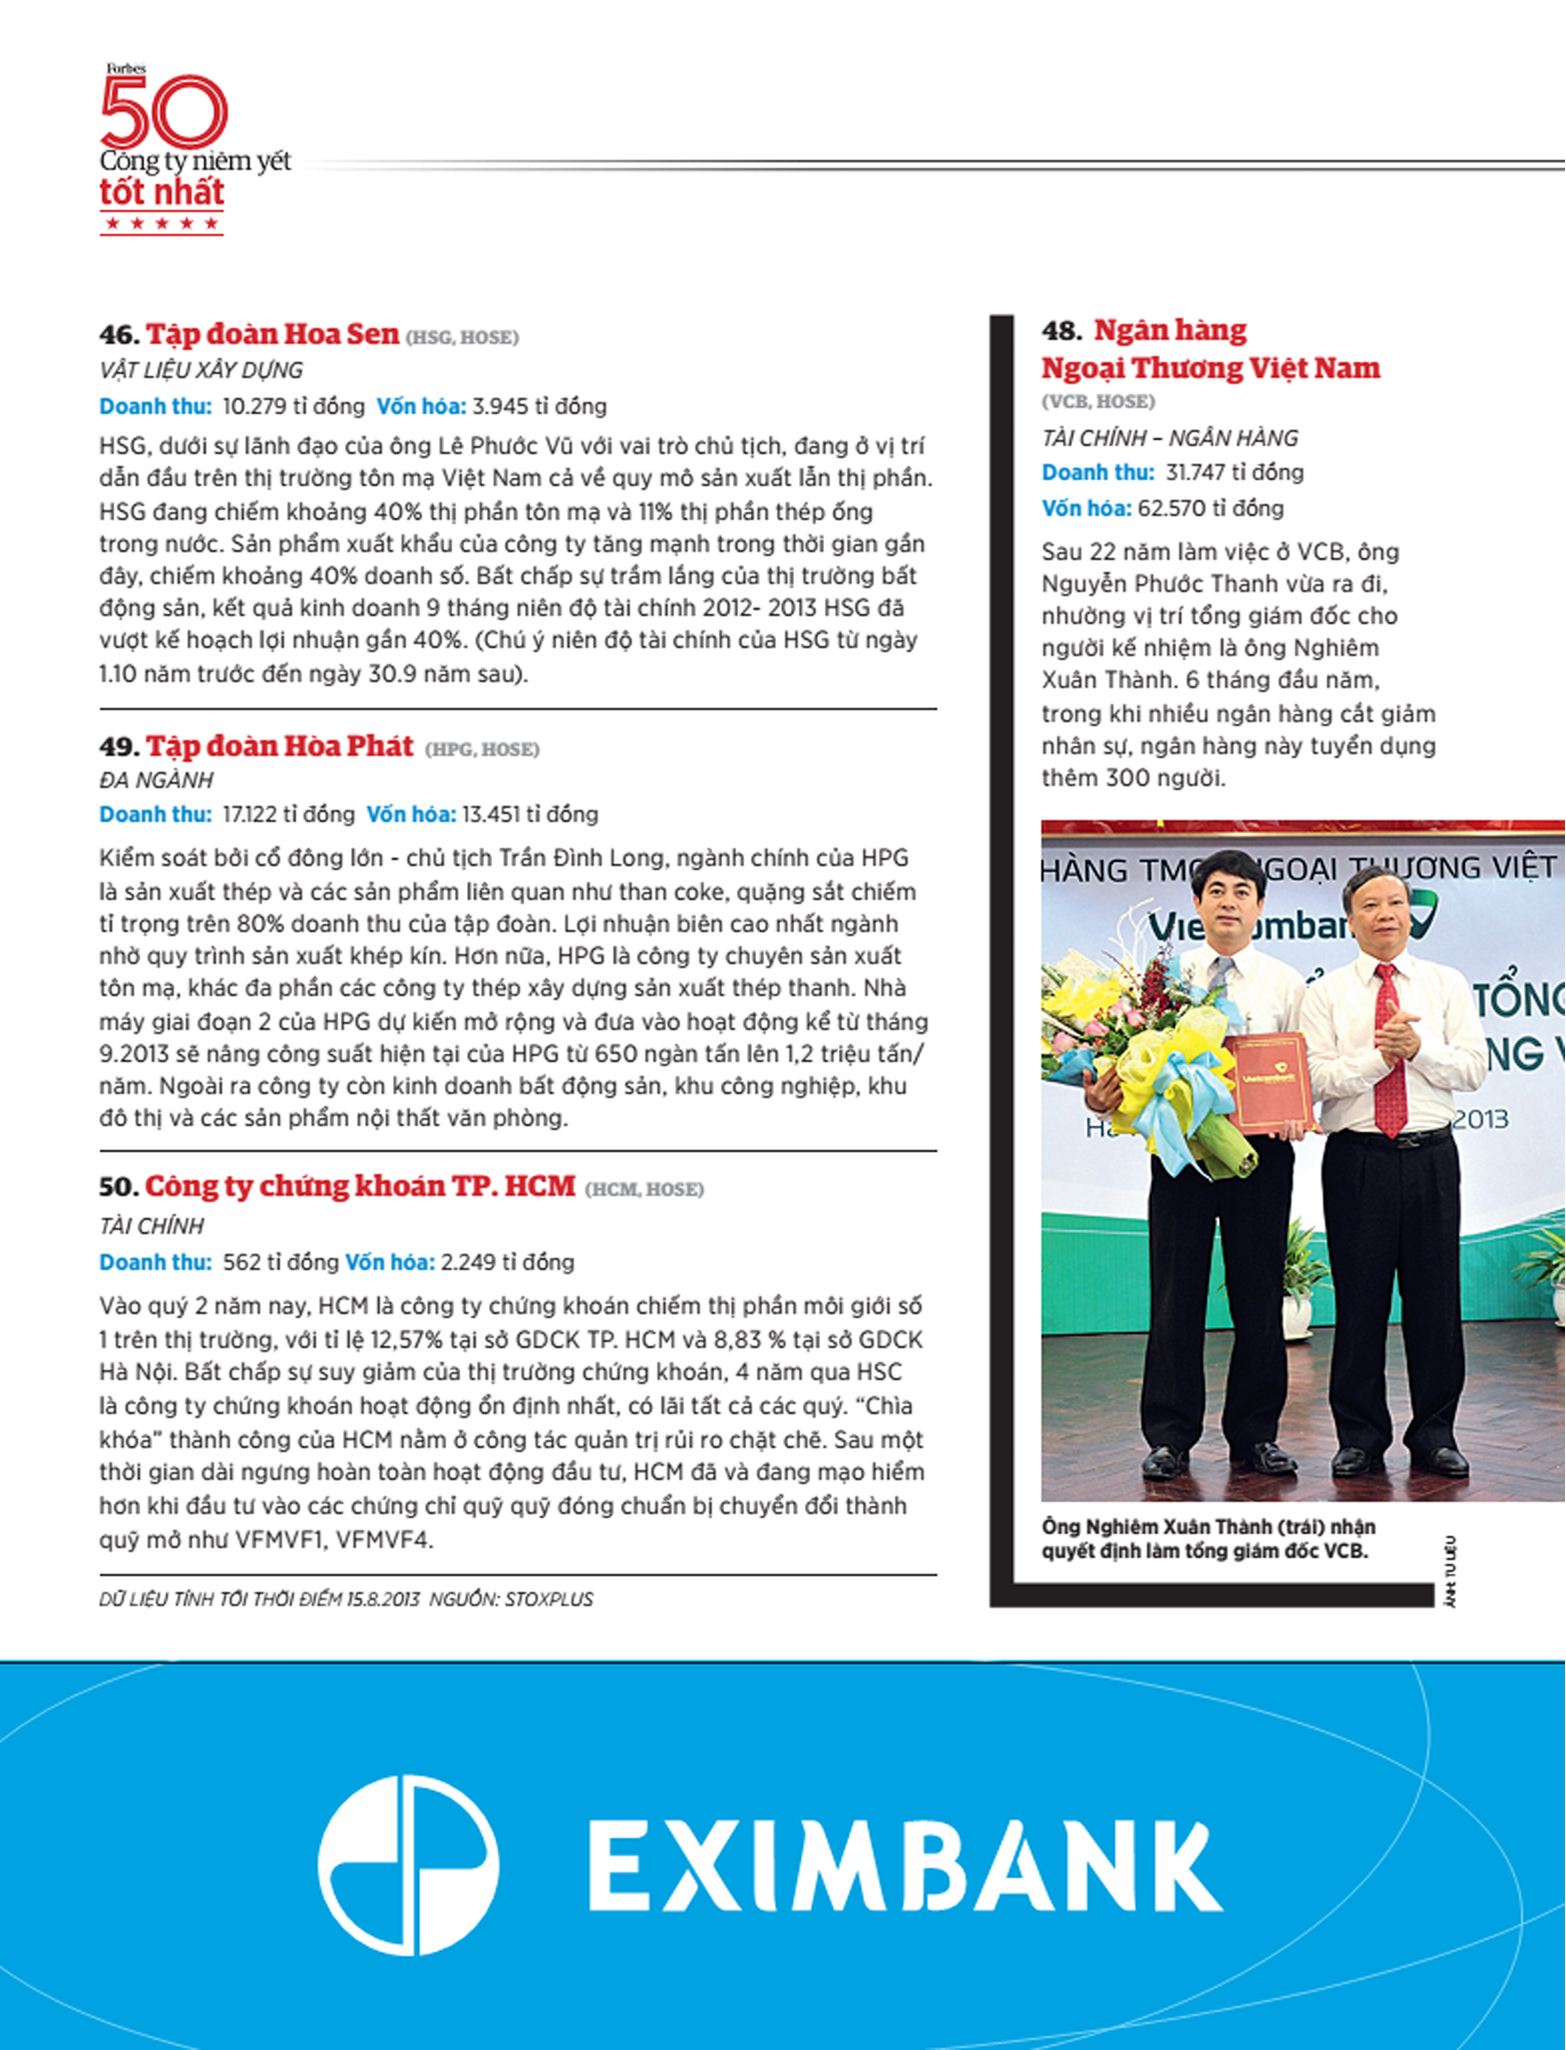 Forbes
50
Công ty niêm yết
tốt nhất
46. Tập đoàn Hoa Sen (HSG, HOSE)
VẬT LIỆU XÂY DỰNG
Doanh thu: 10.279 tỉ đồng Vốn hóa: 3.945 tỉ đồng
HSG, dưới sự lãnh đạo của ông Lê Phước Vũ với vai trò chủ tịch, đang ở vị trí
dẫn đầu trên thị trường tôn mạ Việt Nam cả về quy mô sản xuất lẫn thị phần.
HSG đang chiếm khoảng 40% thị phần tôn mạ và 11% thị phần thép ống
trong nước. Sản phẩm xuất khẩu của công ty tăng mạnh trong thời gian gần
đây, chiếm khoảng 40% doanh số. Bất chấp sự trầm lắng của thị trường bất
động sản, kết quả kinh doanh 9 tháng niên độ tài chính 2012- 2013 HSG đã
vượt kế hoạch lợi nhuận gần 40%. (Chú ý niên độ tài chính của HSG từ ngày
1.10 năm trước đến ngày 30.9 năm sau).
49. Tập đoàn Hòa Phát (HPG, HOSE)
ĐA NGÀNH
Doanh thu: 17.122 tỉ đồng Vốn hóa: 13.451 tỉ đồng
Kiểm soát bởi cổ đông lớn - chủ tịch Trần Đình Long, ngành chính của HPG
là sản xuất thép và các sản phẩm liên quan như than coke, quặng sắt chiếm
tỉ trọng trên 80% doanh thu của tập đoàn. Lợi nhuận biên cao nhất ngành
nhờ quy trình sản xuất khép kín. Hơn nữa, HPG là công ty chuyên sản xuất
tôn mạ, khác đa phần các công ty thép xây dựng sản xuất thép thanh. Nhà
máy giai đoạn 2 của HPG dự kiến mở rộng và đưa vào hoạt động kể từ tháng
9.2013 sẽ nâng công suất hiện tại của HPG từ 650 ngàn tấn lên 1,2 triệu tấn/
năm. Ngoài ra công ty còn kinh doanh bất động sản, khu công nghiệp, khu
đô thị và các sản phẩm nội thất văn phòng.
50. Công ty chứng khoán TP. HCM (HCM, HOSE)
TÀI CHÍNH
Doanh thu: 562 tỉ đồng Vốn hóa: 2.249 tỉ đồng
Vào quý 2 năm nay, HCM là công ty chứng khoán chiếm thị phần môi giới số
1 trên thị trường, với tỉ lệ 12,57% tại sở GDCK TP. HCM và 8,83 % tại sở GDCK
Hà Nội. Bất chấp sự suy giảm của thị trường chứng khoán, 4 năm qua HSC
là công ty chứng khoán hoạt động ổn định nhất, có lãi tất cả các quý. “Chìa
khóa” thành công của HCM nằm ở công tác quản trị rủi ro chặt chẽ. Sau một
thời gian dài ngưng hoàn toàn hoạt động đầu tư, HCM đã và đang mạo hiểm
hơn khi đầu tư vào các chứng chỉ quỹ quỹ đóng chuẩn bị chuyển đổi thành
quỹ mở như VFMVF1, VFMVF4.
DỮ LIỆU TÍNH TỚI THỜI ĐIỂM 15.8.2013 NGUỒN: STOXPLUS
48. Ngân hàng
Ngoại Thương Việt Nam
(VCB, HOSE)
TÀI CHÍNH – NGÂN HÀNG
Doanh thu: 31.747 tỉ đồng
Vốn hóa: 62.570 tỉ đồng
Sau 22 năm làm việc ở VCB, ông
Nguyễn Phước Thanh vừa ra đi,
nhường vị trí tổng giám đốc cho
người kế nhiệm là ông Nghiêm
Xuân Thành. 6 tháng đầu năm,
trong khi nhiều ngân hàng cắt giảm
nhân sự, ngân hàng này tuyển dụng
thêm 300 người.
HÀNG TMC GOẠI THƯƠNG VIỆT
Vietcombank
TỔNG
NG V
2013
Vietcombank
Ông Nghiêm Xuân Thành (trái) nhận
quyết định làm tổng giám đốc VCB.
ẢNH: TƯ LIỆU
EXIMBANK